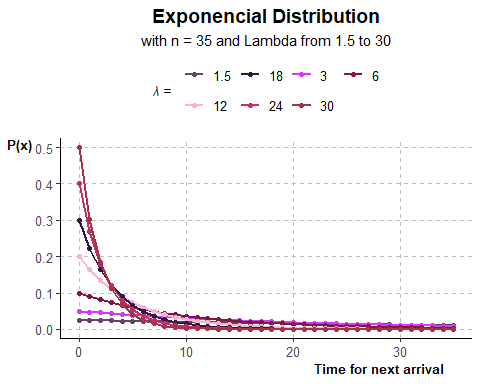 Exponencial Distribution
with n = 35 and Lambda from 1.5 to 30
λ =
1.5 18 3 6
12 24 30
P(x)
0.5
0.4
0.3
0.2
0.1
0.0
0 10 20 30
Time for next arrival